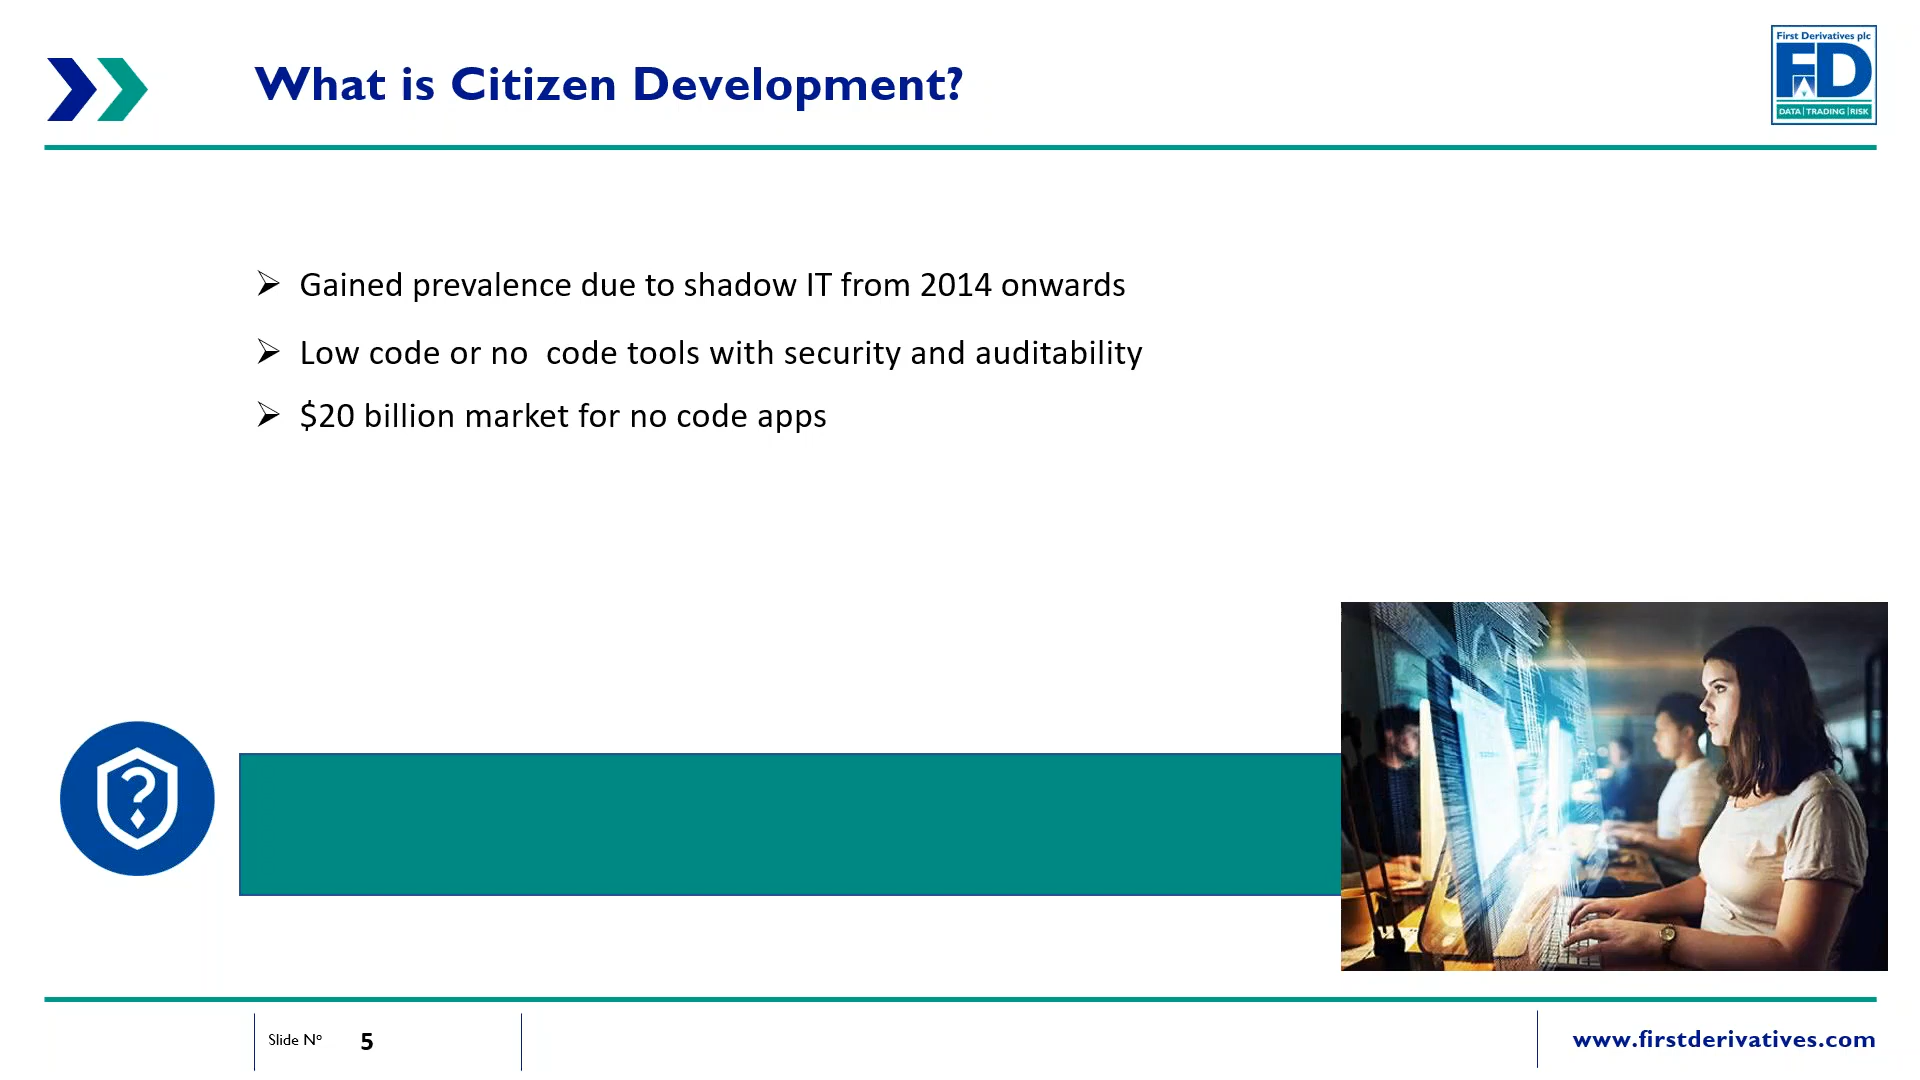 What is Citizen Development?
First Derivatives plc
FD
DATA | TRADING | RISK
➢ Gained prevalence due to shadow IT from 2014 onwards
➢ Low code or no  code tools with security and auditability
➢ $20 billion market for no code apps
?
Slide Nº 5
www.firstderivatives.com